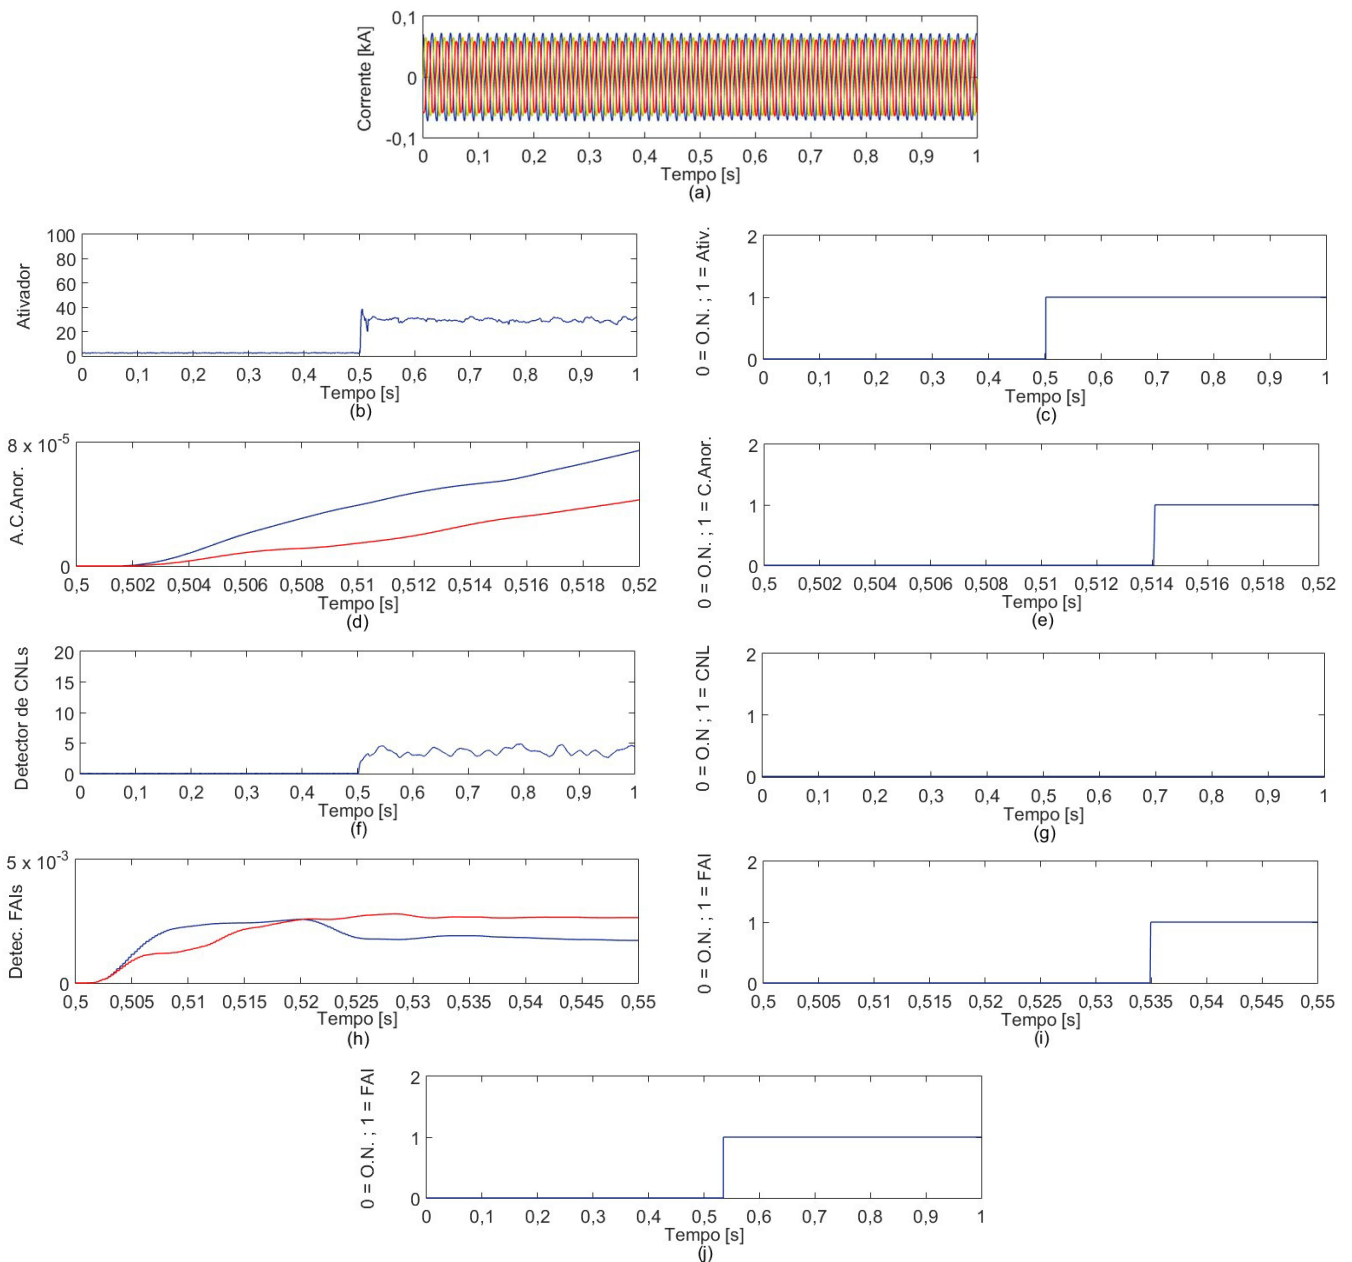 Corrente [kA]
0,1
0
-0,1
0 0,1 0,2 0,3 0,4 0,5 0,6 0,7 0,8 0,9 1
Tempo [s]
(a)
Ativador
100
80
60
40
20
0
0 0,1 0,2 0,3 0,4 0,5 0,6 0,7 0,8 0,9 1
Tempo [s]
(b)
0 = O.N. ; 1 = Ativ.
2
1
0
0 0,1 0,2 0,3 0,4 0,5 0,6 0,7 0,8 0,9 1
Tempo [s]
(c)
A.C.Anor.
8 x 10-5
0
0,5 0,502 0,504 0,506 0,508 0,51 0,512 0,514 0,516 0,518 0,52
Tempo [s]
(d)
0 = O.N. ; 1 = C.Anor.
2
1
0
0,5 0,502 0,504 0,506 0,508 0,51 0,512 0,514 0,516 0,518 0,52
Tempo [s]
(e)
Detector de CNLs
20
15
10
5
0
0 0,1 0,2 0,3 0,4 0,5 0,6 0,7 0,8 0,9 1
Tempo [s]
(f)
0 = O.N ; 1 = CNL
2
1
0
0 0,1 0,2 0,3 0,4 0,5 0,6 0,7 0,8 0,9 1
Tempo [s]
(g)
Detec. FAIs
5 x 10-3
0
0,5 0,505 0,51 0,515 0,52 0,525 0,53 0,535 0,54 0,545 0,55
Tempo [s]
(h)
0 = O.N. ; 1 = FAI
2
1
0
0,5 0,505 0,51 0,515 0,52 0,525 0,53 0,535 0,54 0,545 0,55
Tempo [s]
(i)
0 = O.N. ; 1 = FAI
2
1
0
0 0,1 0,2 0,3 0,4 0,5 0,6 0,7 0,8 0,9 1
Tempo [s]
(j)